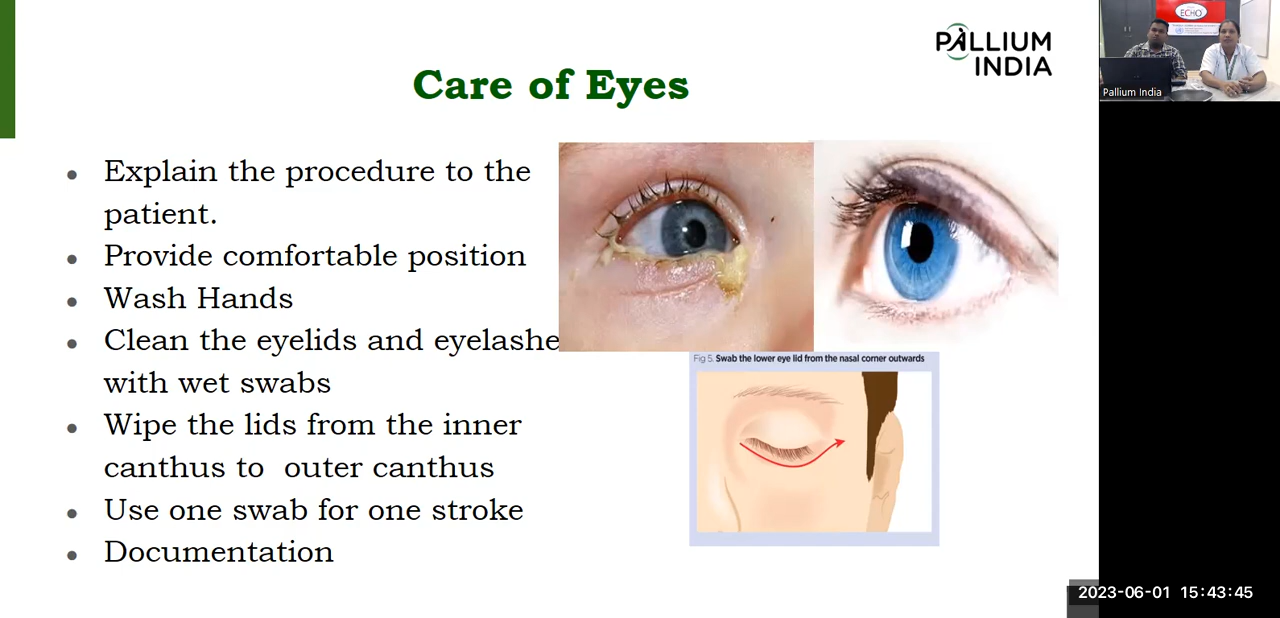 PALLIUM
INDIA
Care of Eyes
Explain the procedure to the
patient.
Provide comfortable position
Wash Hands
Clean the eyelids and eyelashe
with wet swabs
Wipe the lids from the inner
canthus to outer canthus
Use one swab for one stroke
Documentation
Fig 5. Swab the lower eye lid from the nasal corner outwards
ECHO
Pallium India
2023-06-01 15:43:45